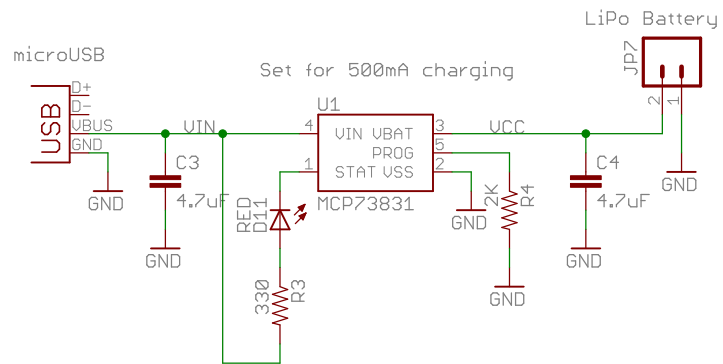 LiPo Battery
JP7
2
1
microUSB
Set for 500mA charging
USB
D+
D-
VBUS
GND
VIN
U1
4
1
VIN VBAT
PROG
STAT VSS
3
5
2
MCP73831
VCC
C3
4.7uF
GND
GND
RED
D11
330
R3
GND
2K
R4
GND
C4
4.7uF
GND
GND